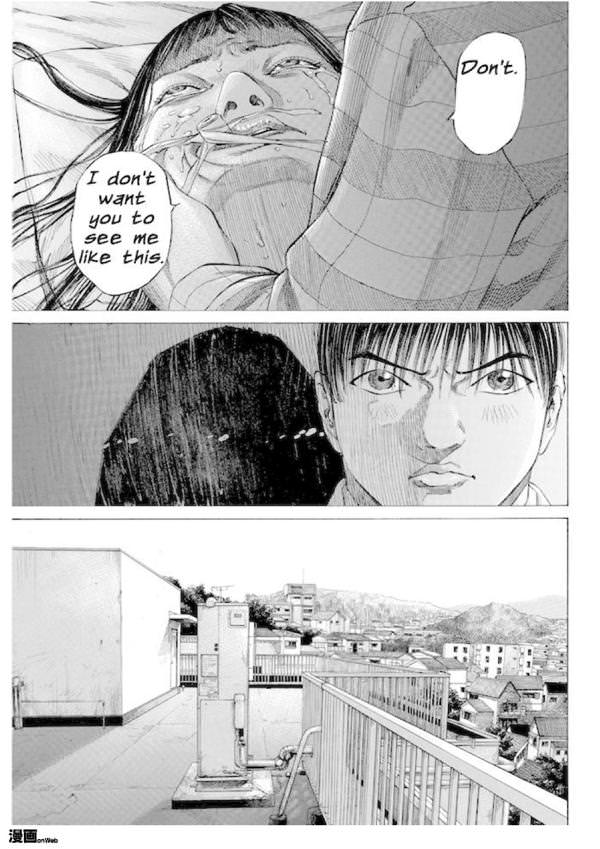 Don't.
I don't
want
you to
see me
like this.
漫画onWeb